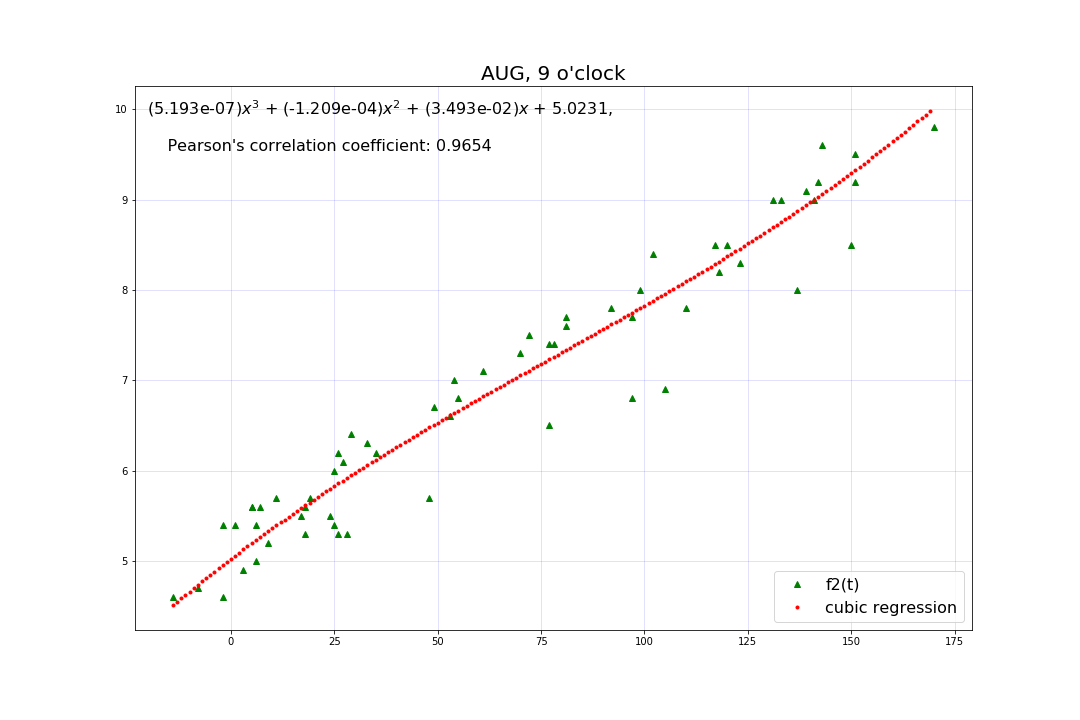 AUG, 9 o'clock
(5.193e-07)x³ + (-1.209e-04)x² + (3.493e-02)x + 5.0231,
Pearson's correlation coefficient: 0.9654
10
9
8
7
6
5
f2(t)
cubic regression
0 25 50 75 100 125 150 175